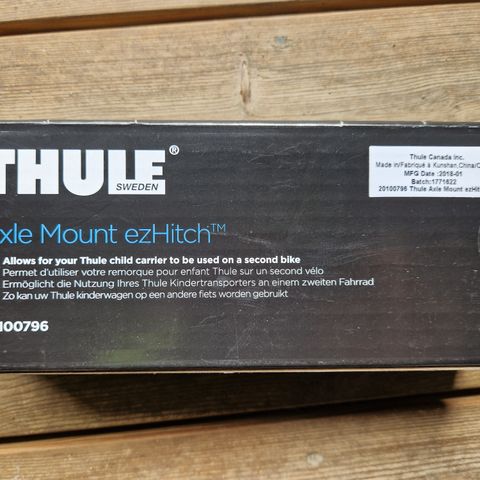 THULE®
SWEDEN
xle Mount ezHitch™
Allows for your Thule child carrier to be used on a second bike
Permet d'utiliser votre remorque pour enfant Thule sur un second vélo
Ermöglicht die Nutzung Ihres Thule Kindertransporters an einem zweiten Fahrrad
Zo kan uw Thule kinderwagen op een andere fiets worden gebruikt
100796
Thule Canada Inc.
Made in/Fabriqué à Kunshan,China/C
MFG Date :2018-01
Batch:1771622
20100796 Thule Axle Mount ezHit